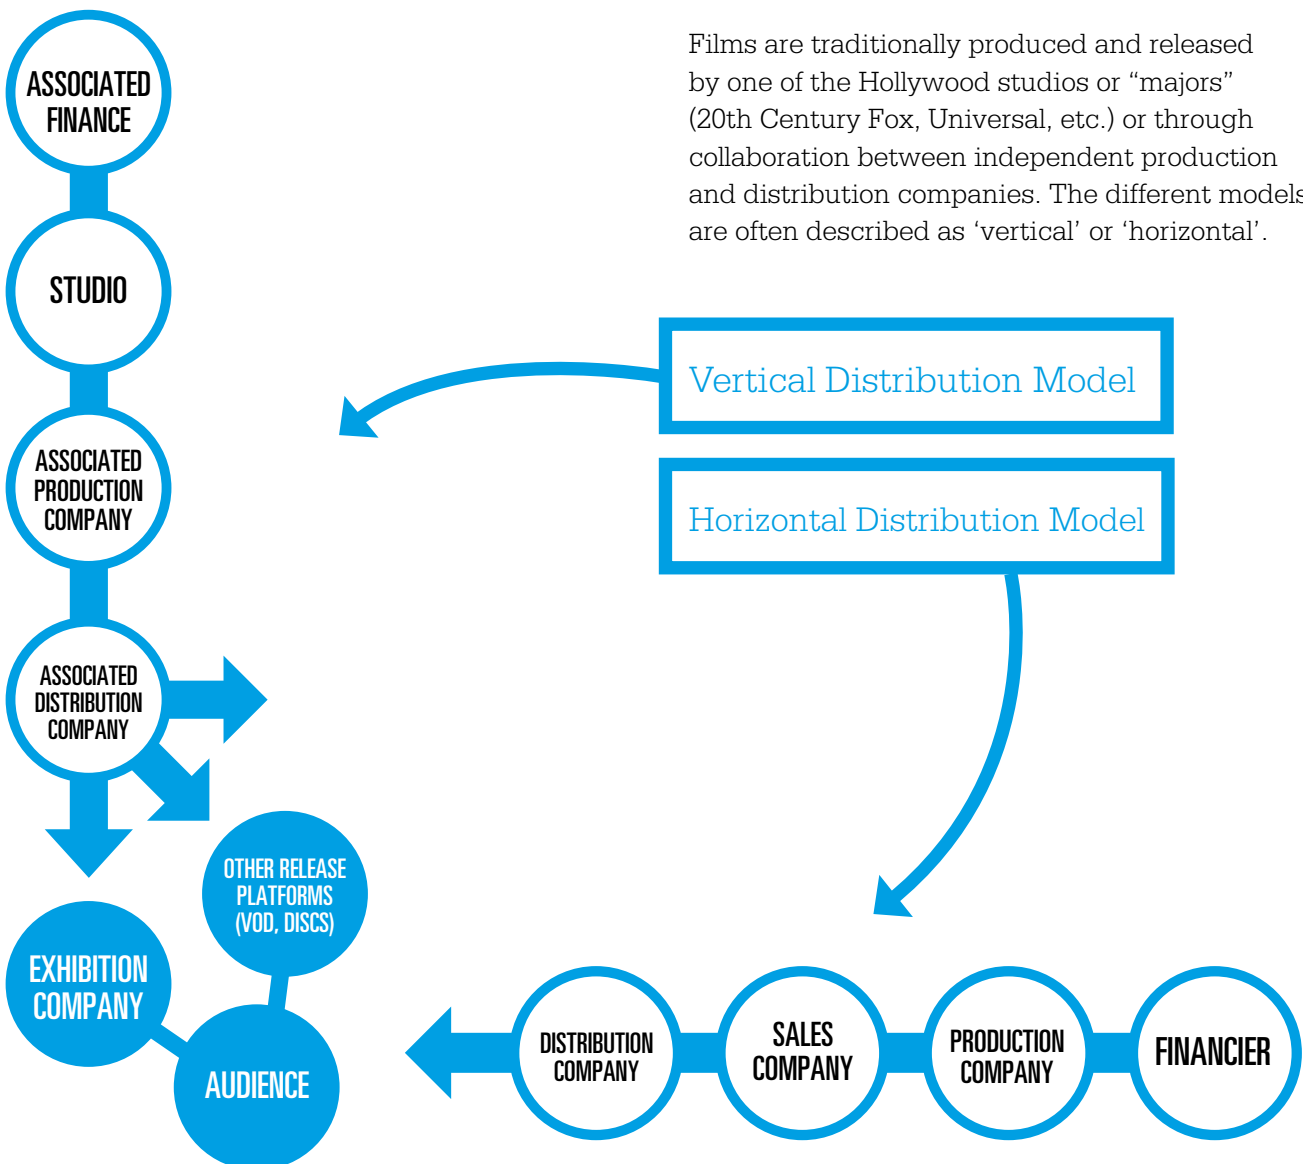 Films are traditionally produced and released
by one of the Hollywood studios or “majors”
(20th Century Fox, Universal, etc.) or through
collaboration between independent production
and distribution companies. The different models
are often described as ‘vertical’ or ‘horizontal’.
ASSOCIATED
FINANCE
STUDIO
ASSOCIATED
PRODUCTION
COMPANY
ASSOCIATED
DISTRIBUTION
COMPANY
Vertical Distribution Model
Horizontal Distribution Model
OTHER RELEASE
PLATFORMS
(VOD, DISCS)
EXHIBITION
COMPANY
AUDIENCE
DISTRIBUTION
COMPANY
SALES
COMPANY
PRODUCTION
COMPANY
FINANCIER